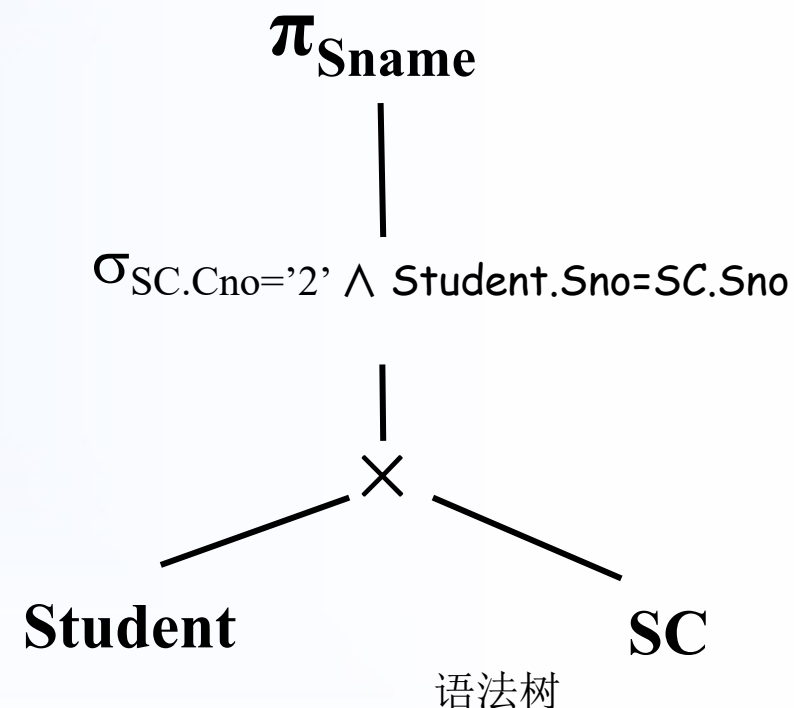 πSname
σSC.Cno=’2’ ∧ Student.Sno=SC.Sno
×
Student SC
语法树